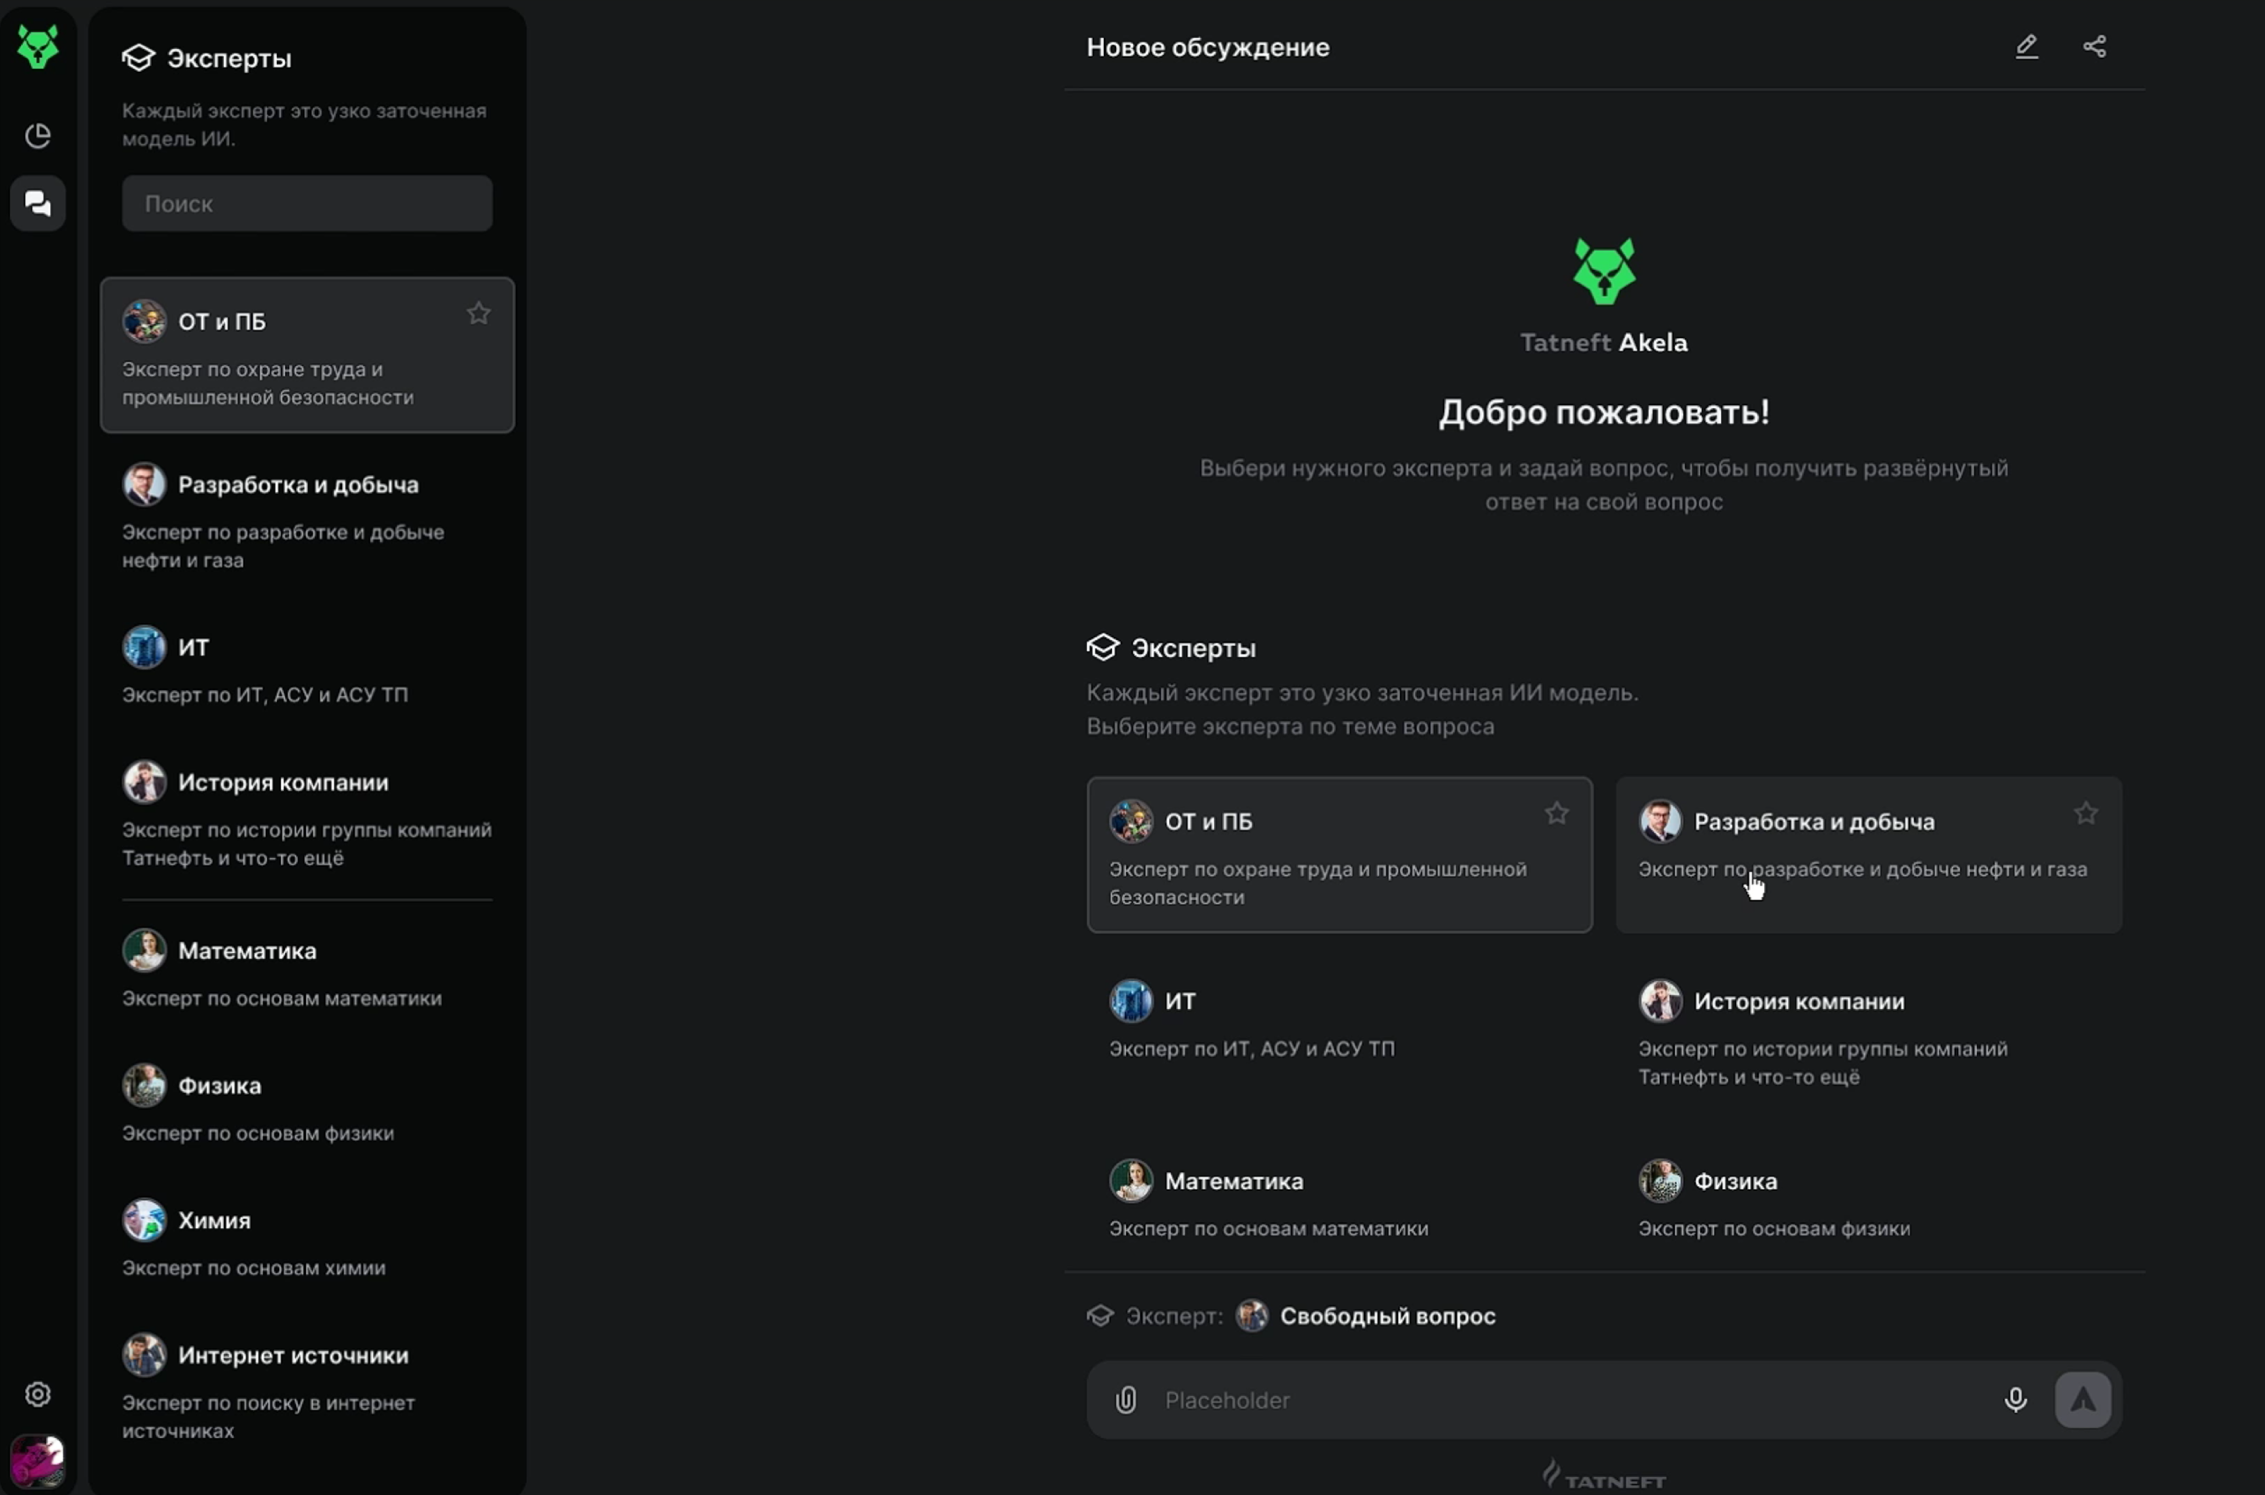 Эксперты
Каждый эксперт это узко заточенная
модель ИИ.
Поиск
ОТ и ПБ
Эксперт по охране труда и
промышленной безопасности
Разработка и добыча
Эксперт по разработке и добыче
нефти и газа
ИТ
Эксперт по ИТ, АСУ и АСУ ТП
История компании
Эксперт по истории группы компаний
Татнефть и что-то ещё
Математика
Эксперт по основам математики
Физика
Эксперт по основам физики
Химия
Эксперт по основам химии
Интернет источники
Эксперт по поиску в интернет
источниках
Новое обсуждение
Tatneft Akela
Добро пожаловать!
Выбери нужного эксперта и задай вопрос, чтобы получить развёрнутый
ответ на свой вопрос
Эксперты
Каждый эксперт это узко заточенная ИИ модель.
Выберите эксперта по теме вопроса
ОТ и ПБ
Эксперт по охране труда и промышленной
безопасности
Разработка и добыча
Эксперт по разработке и добыче нефти и газа
ИТ
Эксперт по ИТ, АСУ и АСУ ТП
История компании
Эксперт по истории группы компаний
Татнефть и что-то ещё
Математика
Эксперт по основам математики
Физика
Эксперт по основам физики
Эксперт: Свободный вопрос
Placeholder
TATNEFT